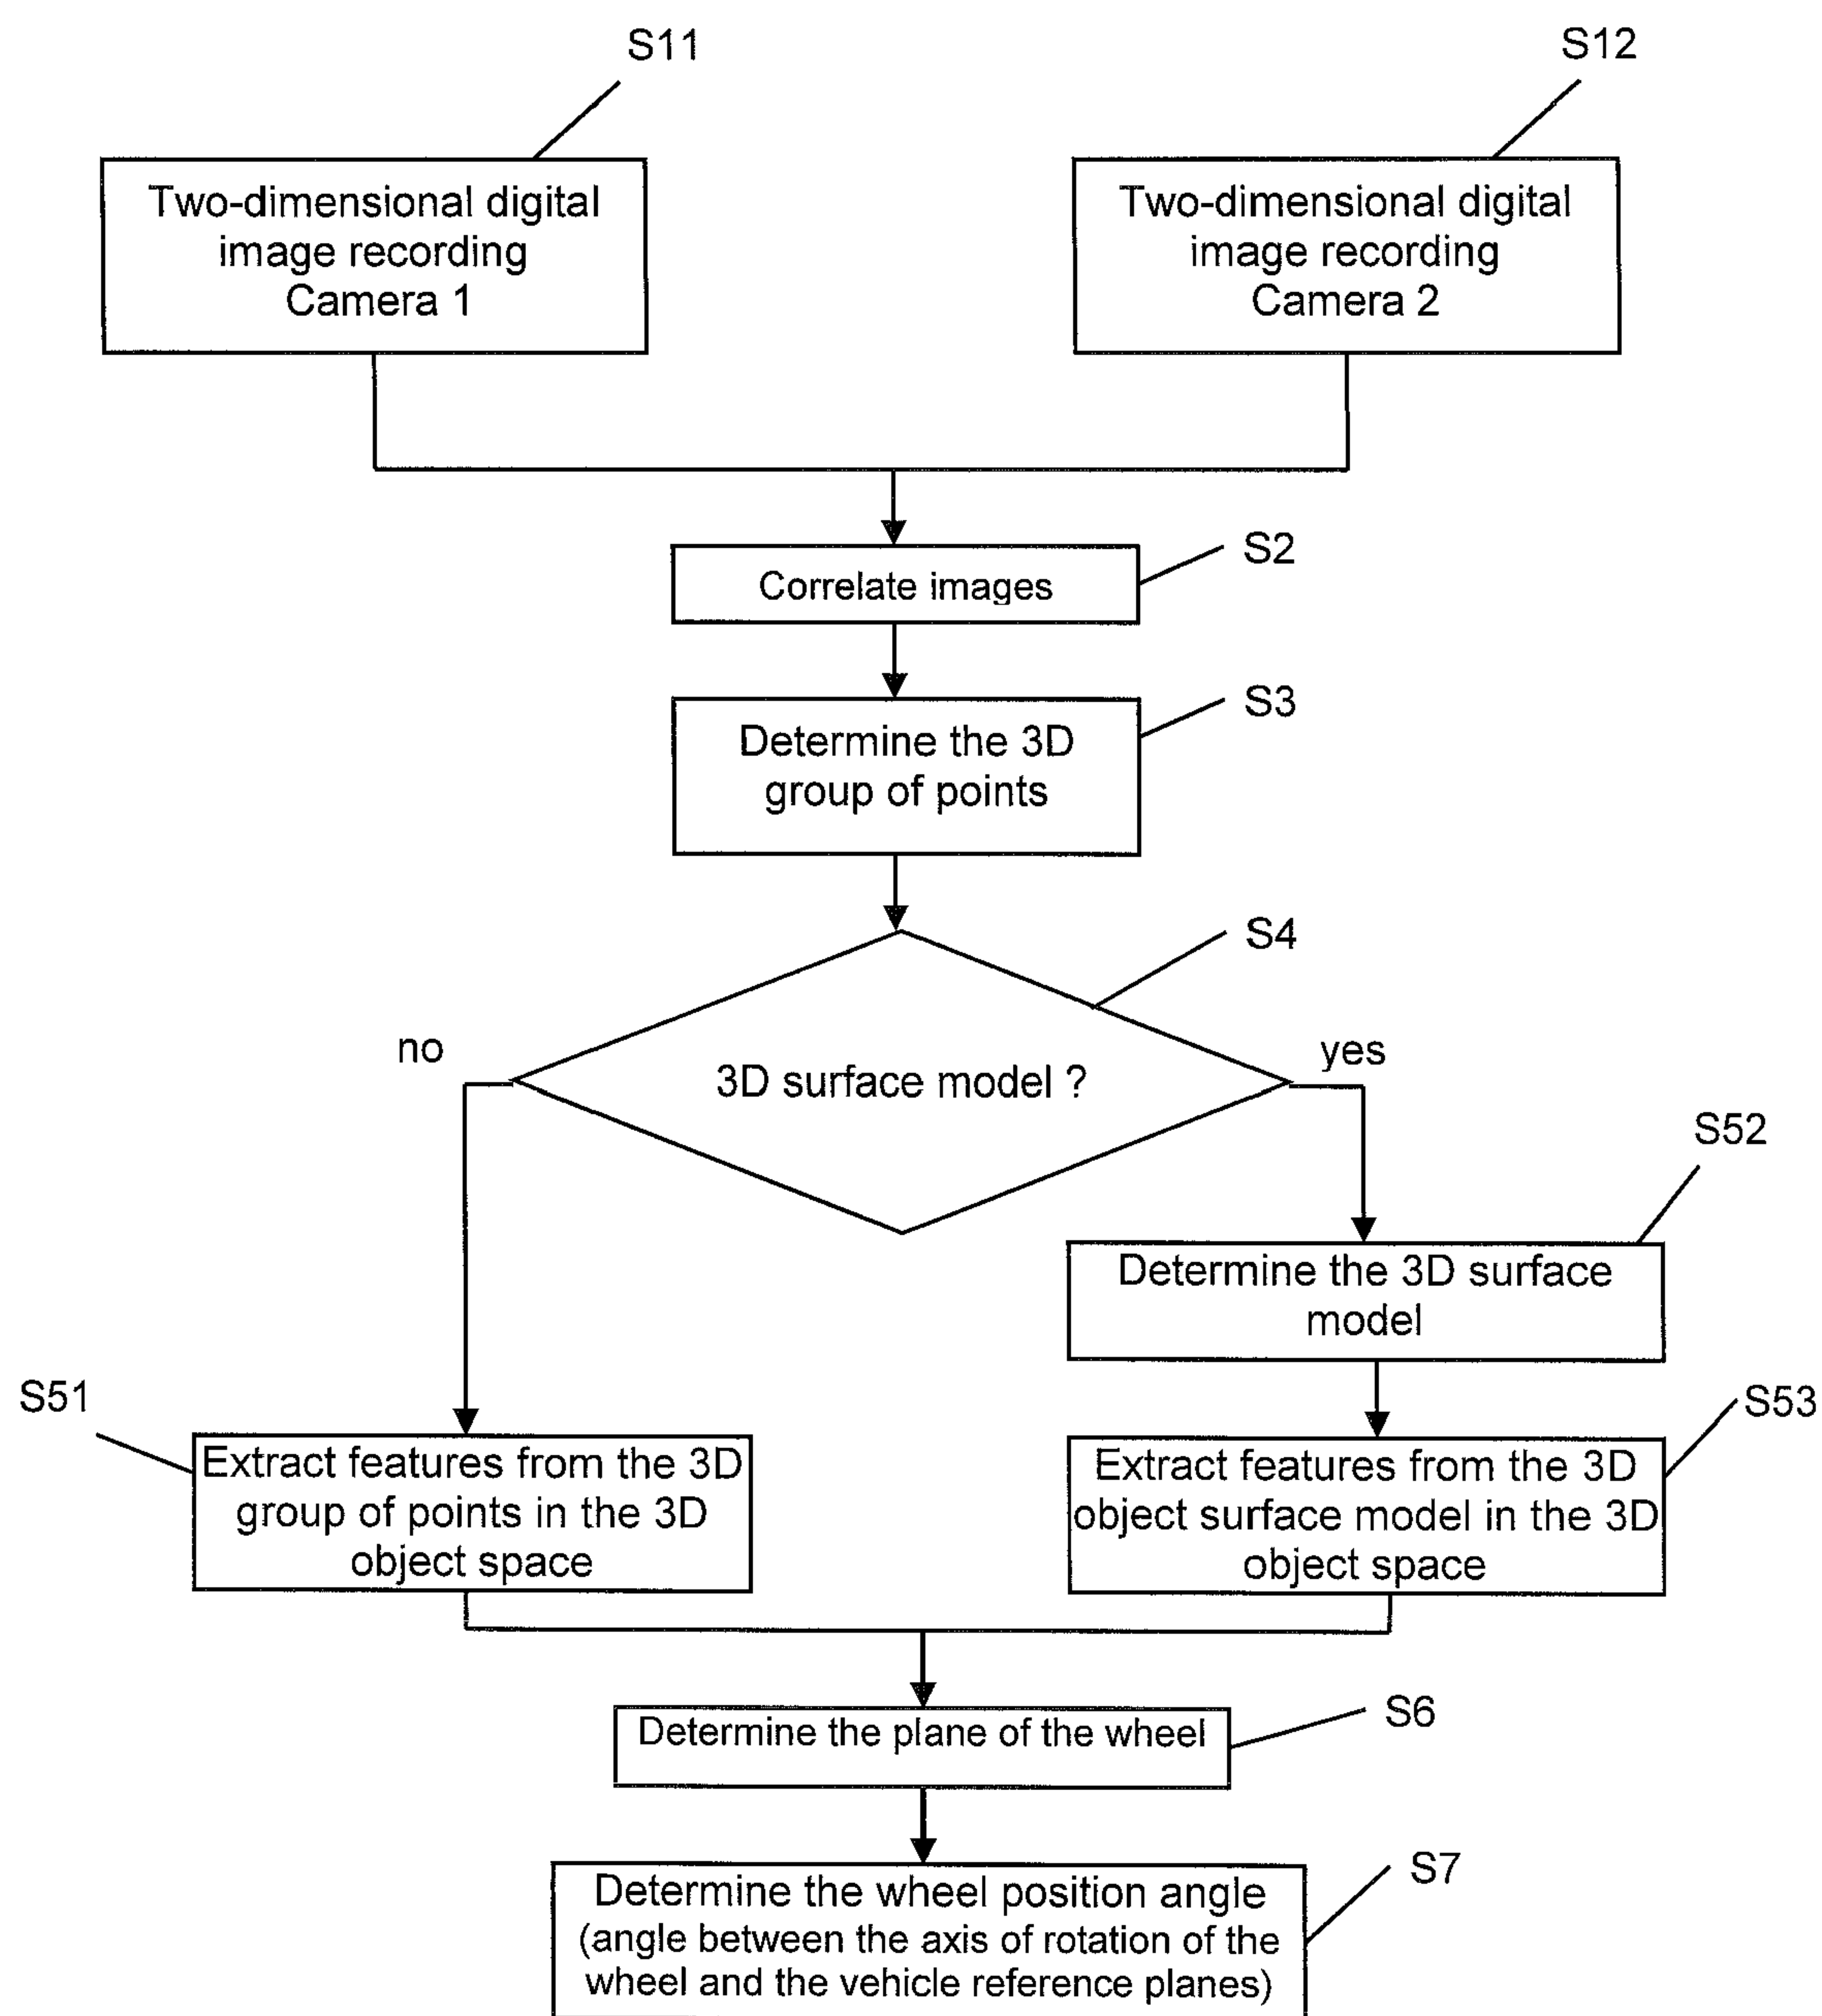 S11
S12
Two-dimensional digital
image recording
Camera 1
Two-dimensional digital
image recording
Camera 2
S2
Correlate images
S3
Determine the 3D
group of points
S4
no
3D surface model ?
yes
S52
Determine the 3D surface
model
S51
S53
Extract features from the 3D
group of points in the 3D
object space
Extract features from the 3D
object surface model in the 3D
object space
S6
Determine the plane of the wheel
S7
Determine the wheel position angle
(angle between the axis of rotation of the
wheel and the vehicle reference planes)